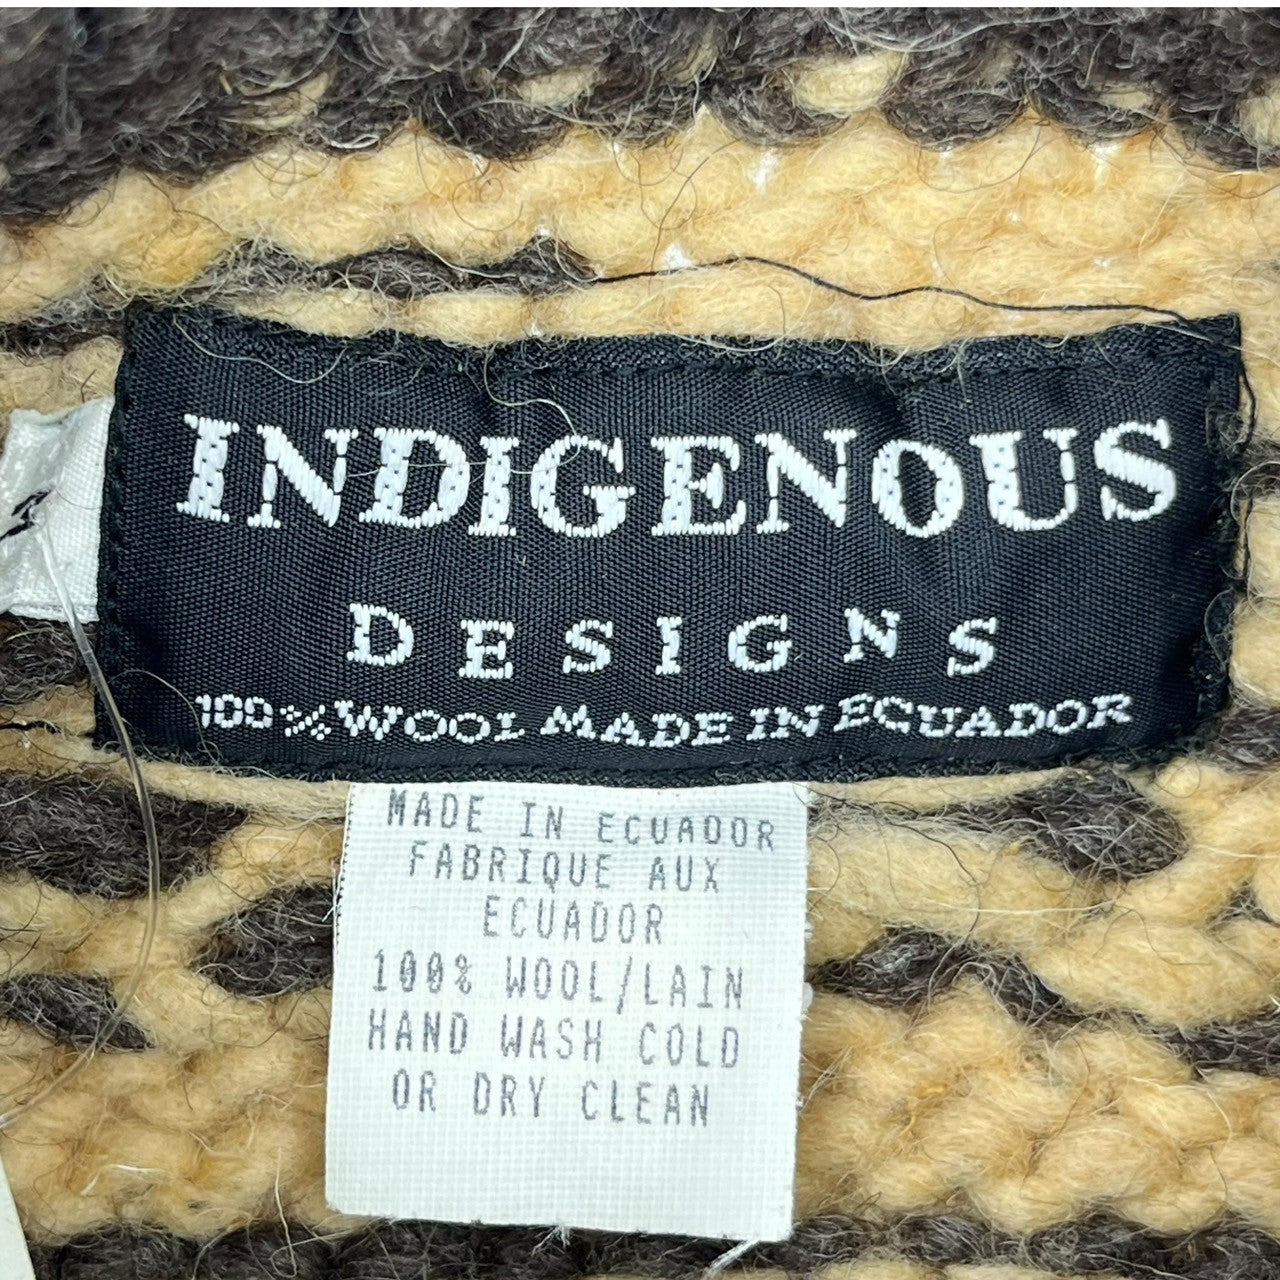 INDIGENOUS
DESIGNS
100% WOOL MADE IN ECUADOR
MADE IN ECUADOR
FABRIQUE AUX
ECUADOR
100% WOOL/LAIN
HAND WASH COLD
OR DRY CLEAN